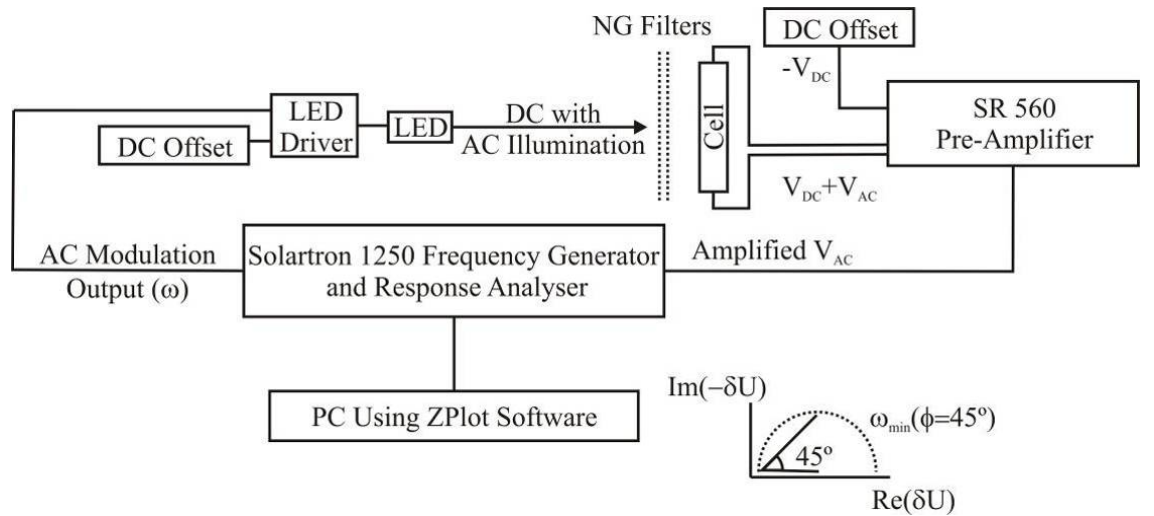 NG Filters
DC Offset
-V_DC
LED
Driver
LED
DC Offset
DC with
AC Illumination
Cell
SR 560
Pre-Amplifier
V_DC+V_AC
AC Modulation
Output (ω)
Solartron 1250 Frequency Generator
and Response Analyser
Amplified V_AC
PC Using ZPlot Software
Im(−δU)
ω_min(ϕ=45º)
45º
Re(δU)